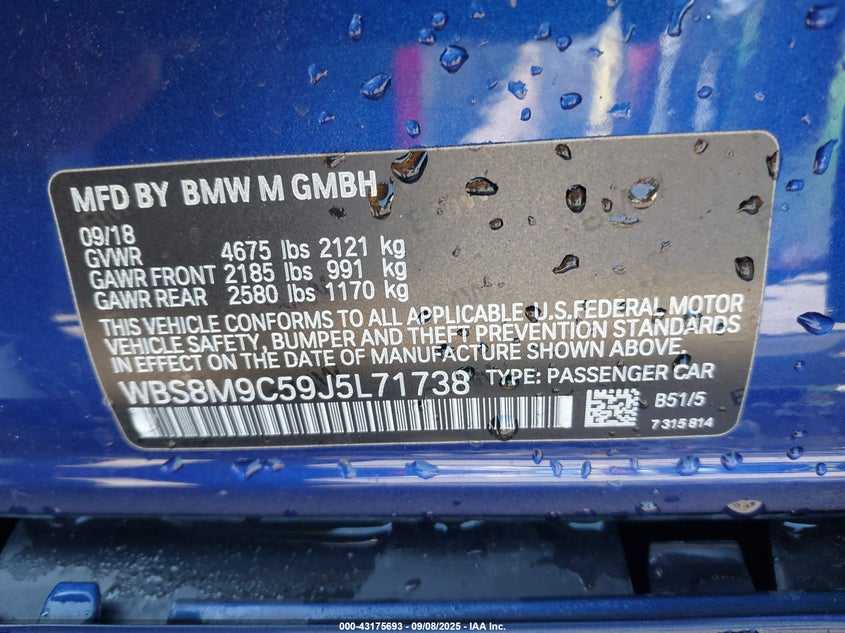 MFD BY BMW M GMBH
09/18
GVWR 4675 lbs 2121 kg
GAWR FRONT 2185 lbs 991 kg
GAWR REAR 2580 lbs 1170 kg
THIS VEHICLE CONFORMS TO ALL APPLICABLE U.S.FEDERAL MOTOR
VEHICLE SAFETY, BUMPER AND THEFT PREVENTION STANDARDS
IN EFFECT ON THE DATE OF MANUFACTURE SHOWN ABOVE.
WBS8M9C59J5L71738 TYPE: PASSENGER CAR
B51/5
7 315 814
000-43175693 - 09/08/2025 - IAA Inc.